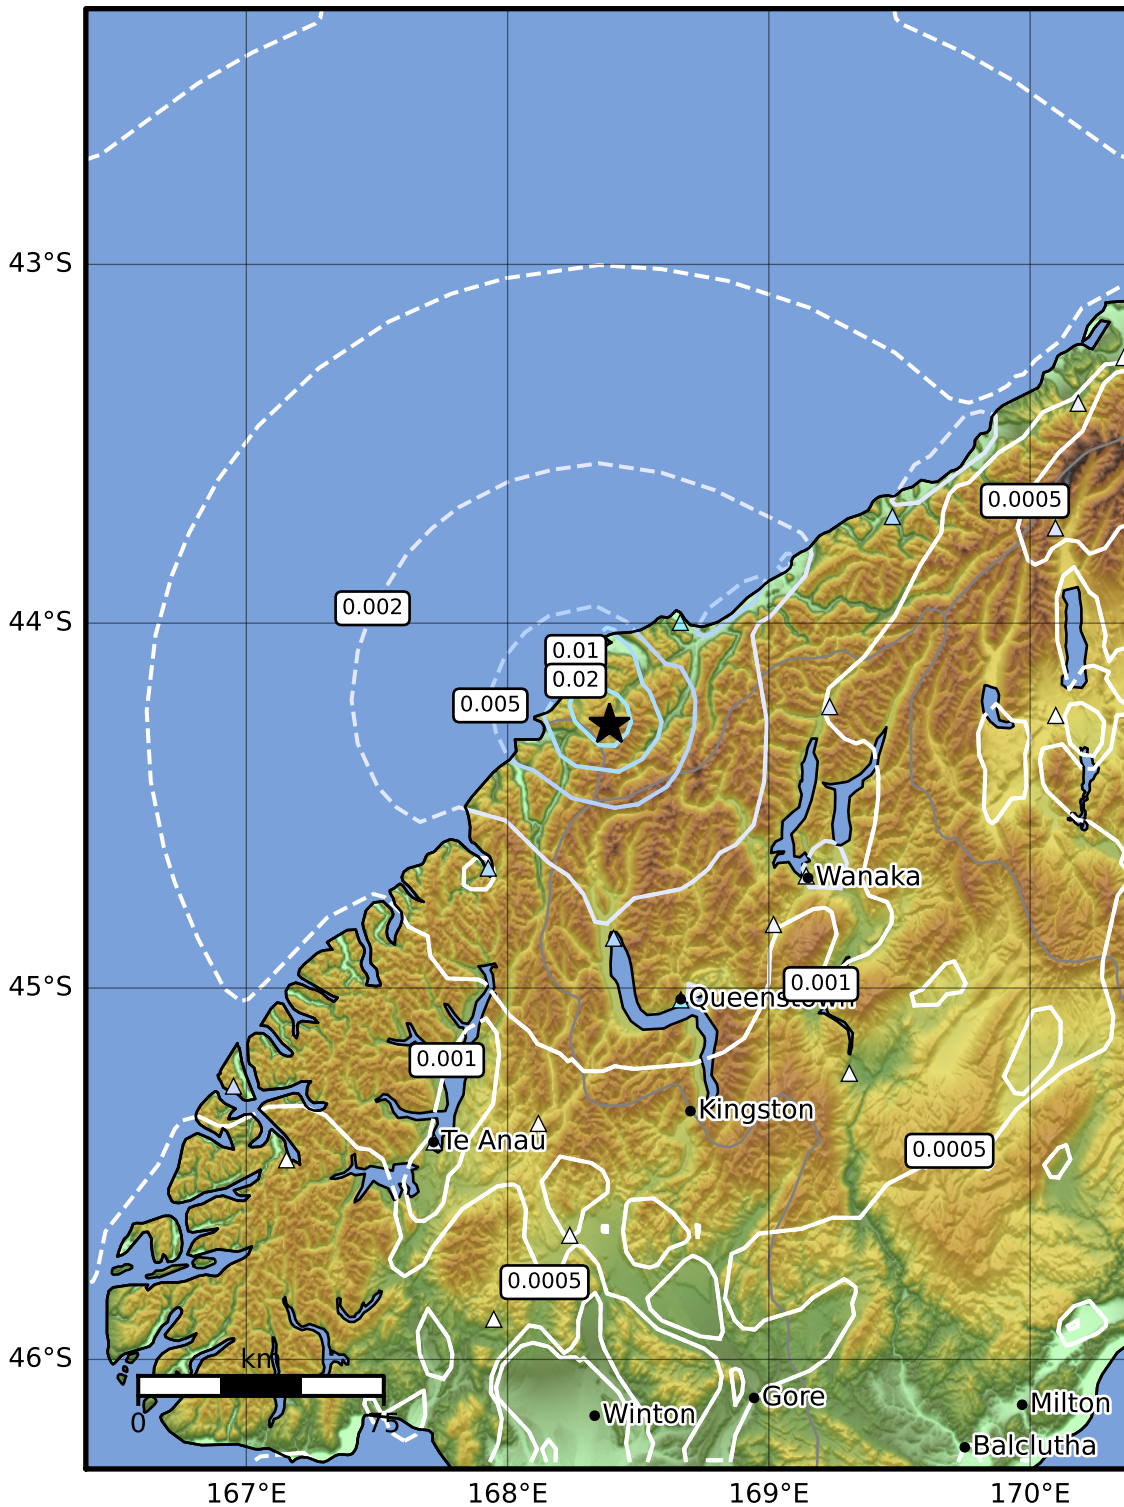 43°S
0.0005
44°S
0.002
0.01
0.02
0.005
Wanaka
45°S
0.001
Queenstown
0.001
Kingston
Te Anau
0.0005
0.0005
46°S
km
0
75
Gore
Winton
Milton
Balclutha
167°E
168°E
169°E
170°E